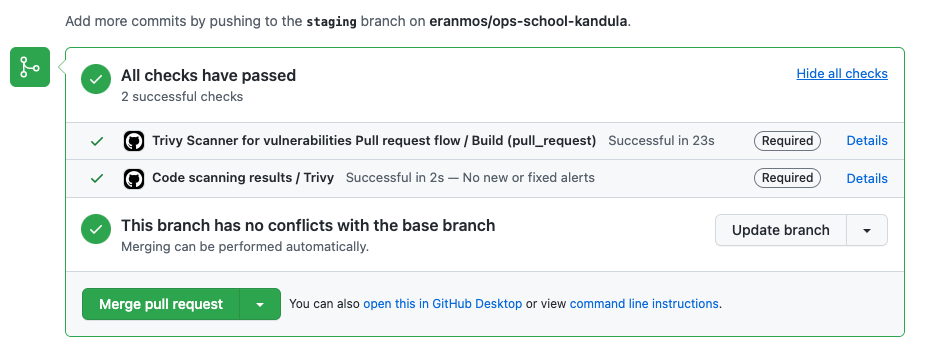 Add more commits by pushing to the staging branch on eranmos/ops-school-kandula.
All checks have passed
Hide all checks
2 successful checks
Trivy Scanner for vulnerabilities Pull request flow / Build (pull_request) Successful in 23s Required Details
Code scanning results / Trivy Successful in 2s — No new or fixed alerts Required Details
This branch has no conflicts with the base branch
Merging can be performed automatically.
Update branch
Merge pull request You can also open this in GitHub Desktop or view command line instructions.